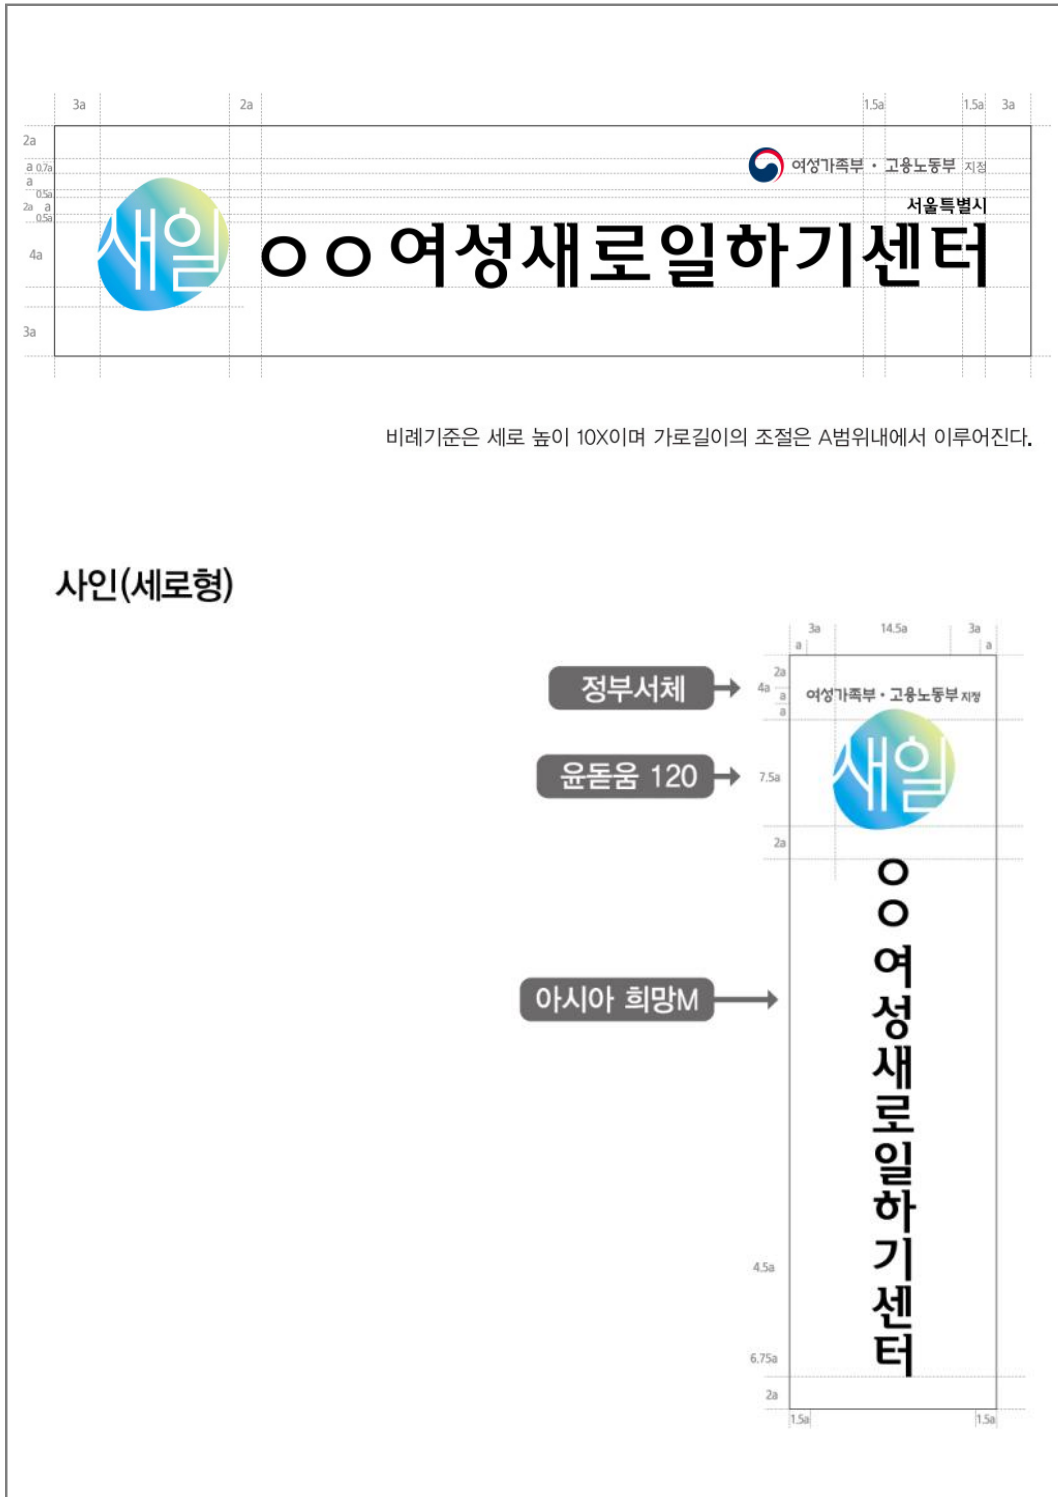 3a 2a 1.5a 1.5a 3a
2a
a 0.7a
여성가족부 · 고용노동부 지정
a
0.5a
2a a
서울특별시
0.5a
새일 ㅇㅇ여성새로일하기센터
4a
3a
비례기준은 세로 높이 10X이며 가로길이의 조절은 A범위내에서 이루어진다.
사인(세로형)
3a 14.5a 3a
a a
정부서체
2a
4a
a
a
여성가족부 · 고용노동부 지정
윤돋움 120
7.5a
새일
2a
ㅇ
ㅇ
여
성
새
로
일
하
기
센
터
아시아 희망M
4.5a
6.75a
2a
1.5a 1.5a